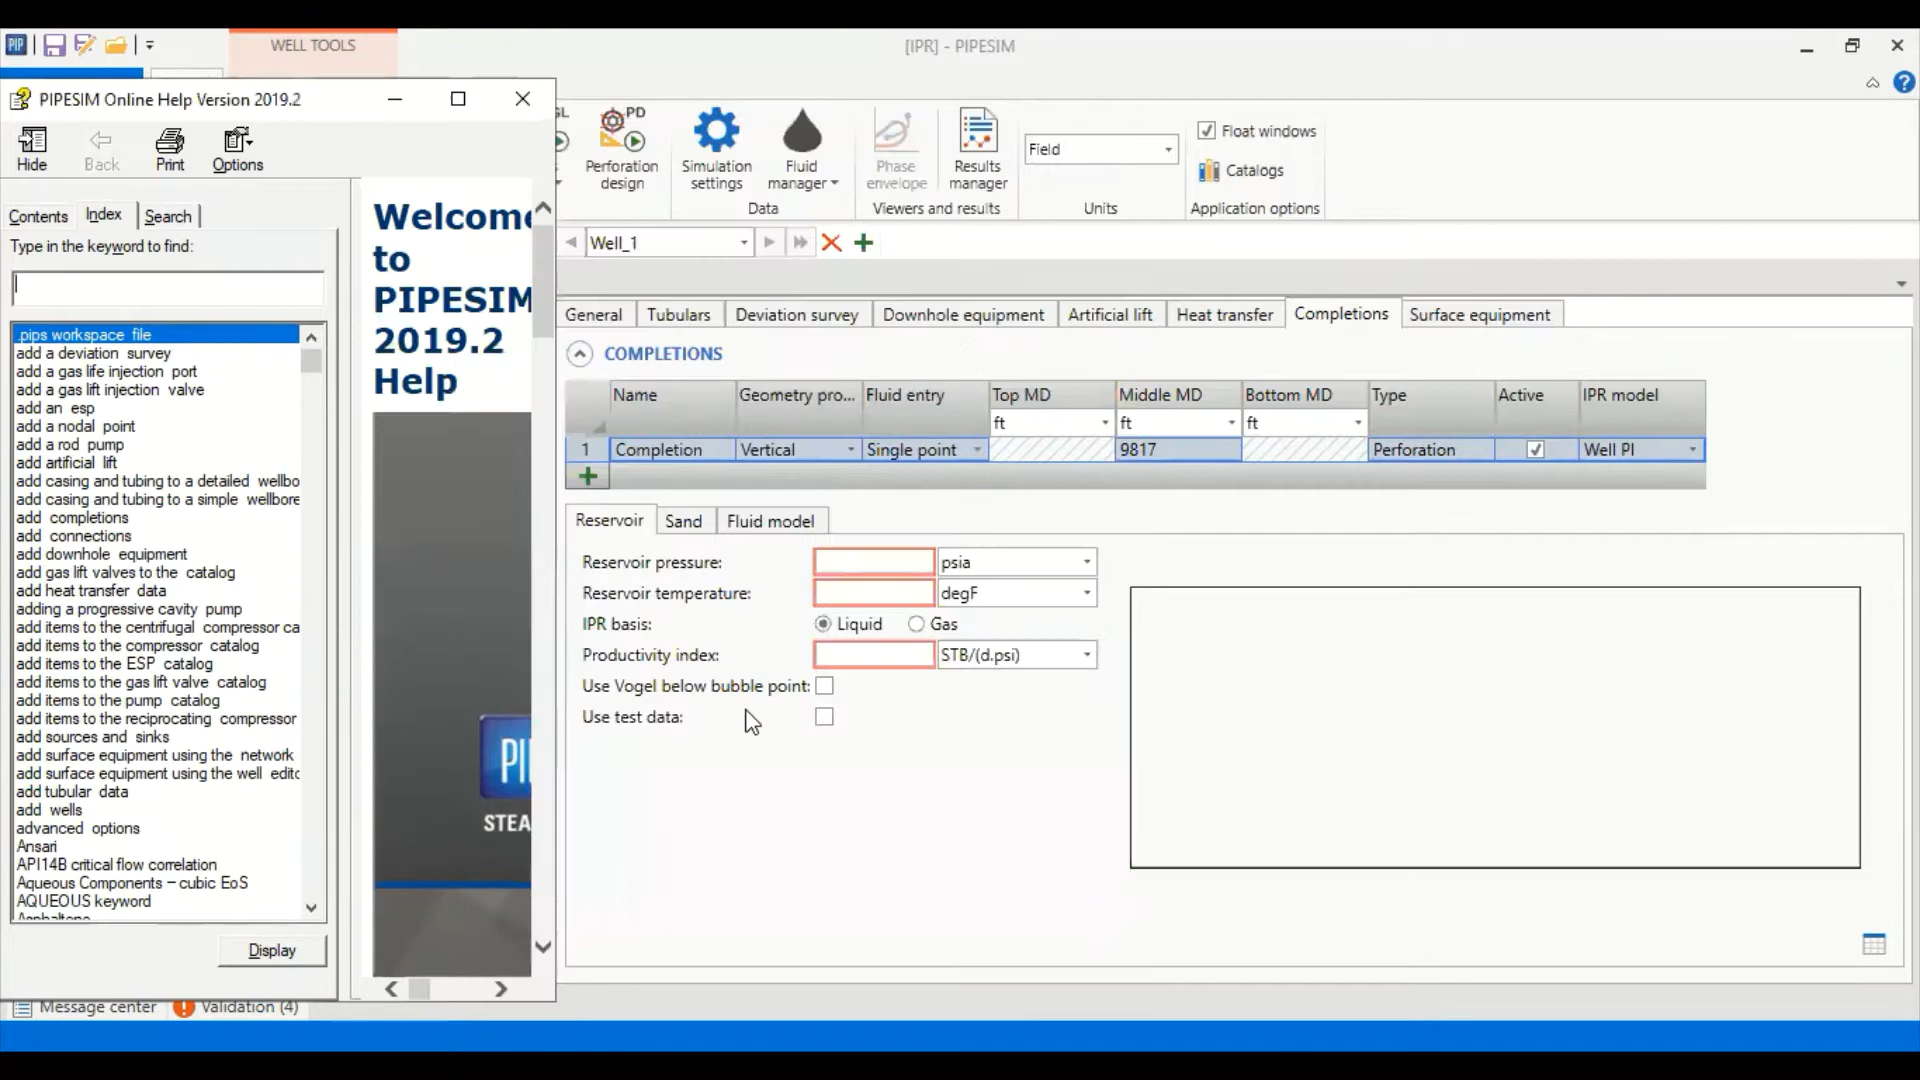 PIP
WELL TOOLS
[IPR] - PIPESIM
PIPESIM Online Help Version 2019.2
Hide
Back
Print
Options
Contents
Index
Search
Type in the keyword to find:
.pips workspace file
add a deviation survey
add a gas life injection port
add a gas lift injection valve
add an esp
add a nodal point
add a rod pump
add artificial lift
add casing and tubing to a detailed wellbo
add casing and tubing to a simple wellbore
add completions
add connections
add downhole equipment
add gas lift valves to the catalog
add heat transfer data
adding a progressive cavity pump
add items to the centrifugal compressor ca
add items to the compressor catalog
add items to the ESP catalog
add items to the gas lift valve catalog
add items to the pump catalog
add items to the reciprocating compressor
add sources and sinks
add surface equipment using the network
add surface equipment using the well edito
add tubular data
add wells
advanced options
Ansari
API14B critical flow correlation
Aqueous Components – cubic EoS
AQUEOUS keyword
Asphaltene
Display
Welcome
to
PIPESIM
2019.2
Help
PI
STEA
GL
PD
Perforation
design
Simulation
settings
Fluid
manager
Data
Phase
envelope
Results
manager
Viewers and results
Field
Units
Float windows
Catalogs
Application options
Well_1
General
Tubulars
Deviation survey
Downhole equipment
Artificial lift
Heat transfer
Completions
Surface equipment
COMPLETIONS
Name Geometry pro... Fluid entry Top MD Middle MD Bottom MD Type Active IPR model
ft ft ft
1 Completion Vertical Single point 9817 Perforation Well PI
Reservoir
Sand
Fluid model
Reservoir pressure: psia
Reservoir temperature: degF
IPR basis: Liquid Gas
Productivity index: STB/(d.psi)
Use Vogel below bubble point:
Use test data:
Message center
Validation (4)